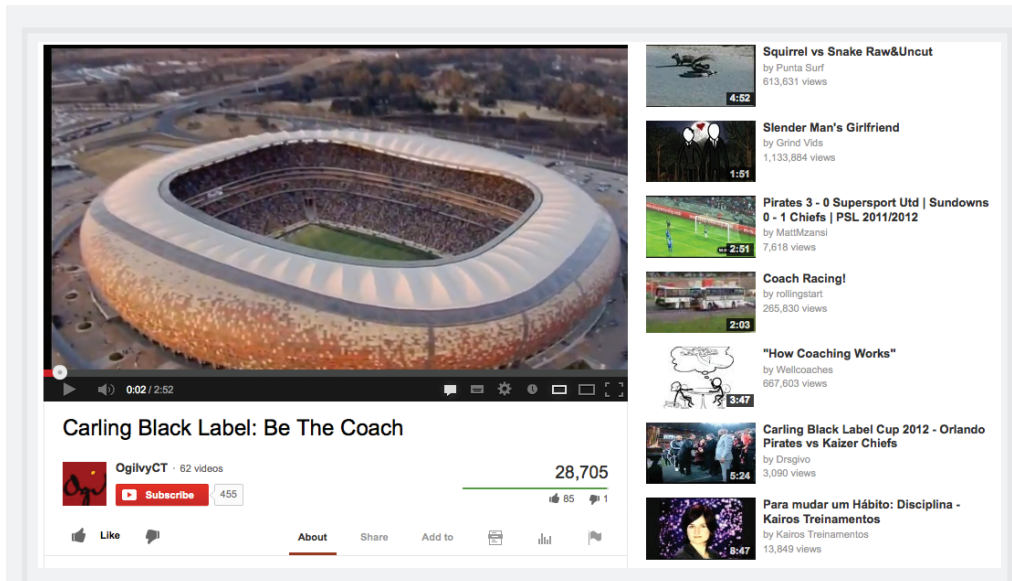 0:02 / 2:52
Carling Black Label: Be The Coach
OgilvyCT · 62 videos
Subscribe
455
28,705
85
1
Like
About
Share
Add to
Squirrel vs Snake Raw&Uncut
by Punta Surf
613,631 views
4:52
Slender Man's Girlfriend
by Grind Vids
1,133,884 views
1:51
Pirates 3 - 0 Supersport Utd | Sundowns
0 - 1 Chiefs | PSL 2011/2012
by MattMzansi
7,618 views
2:51
Coach Racing!
by rollingstart
265,830 views
2:03
"How Coaching Works"
by Wellcoaches
667,603 views
3:47
Carling Black Label Cup 2012 - Orlando
Pirates vs Kaizer Chiefs
by Drsgivo
3,090 views
5:24
Para mudar um Hábito: Disciplina -
Kairos Treinamentos
by Kairos Treinamentos
13,849 views
8:47